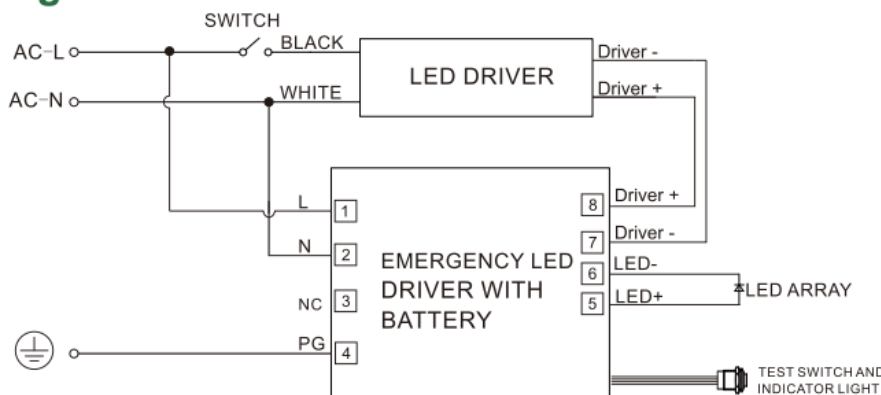 SWITCH
AC-L
BLACK
LED DRIVER
Driver -
AC-N
WHITE
Driver +
L
1
8
Driver +
N
2
7
Driver -
EMERGENCY LED
DRIVER WITH
BATTERY
6
LED-
LED ARRAY
NC
3
5
LED+
PG
4
TEST SWITCH AND
INDICATOR LIGHT